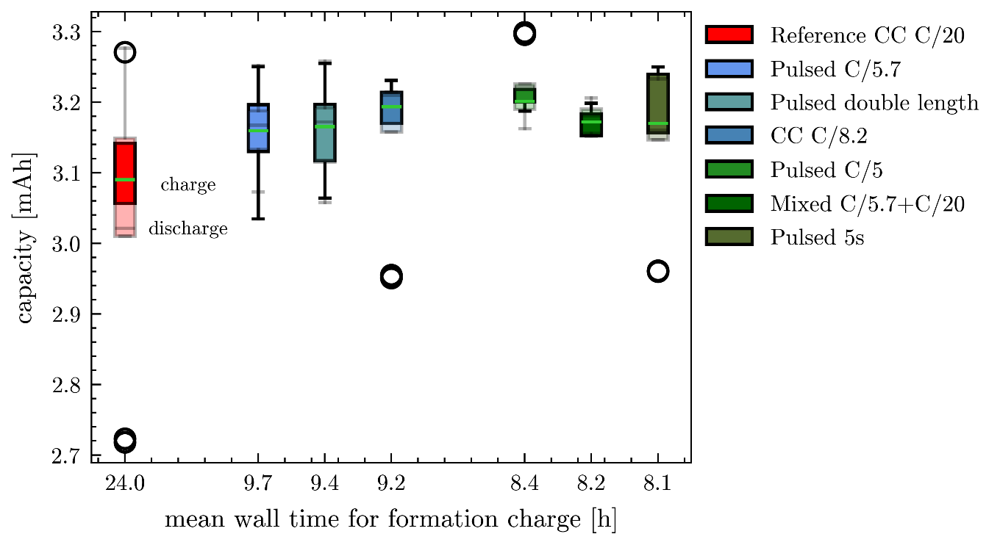 3.3
3.2
3.1
3.0
2.9
2.8
2.7
capacity [mAh]
charge
discharge
24.0 9.7 9.4 9.2 8.4 8.2 8.1
mean wall time for formation charge [h]
Reference CC C/20
Pulsed C/5.7
Pulsed double length
CC C/8.2
Pulsed C/5
Mixed C/5.7+C/20
Pulsed 5s